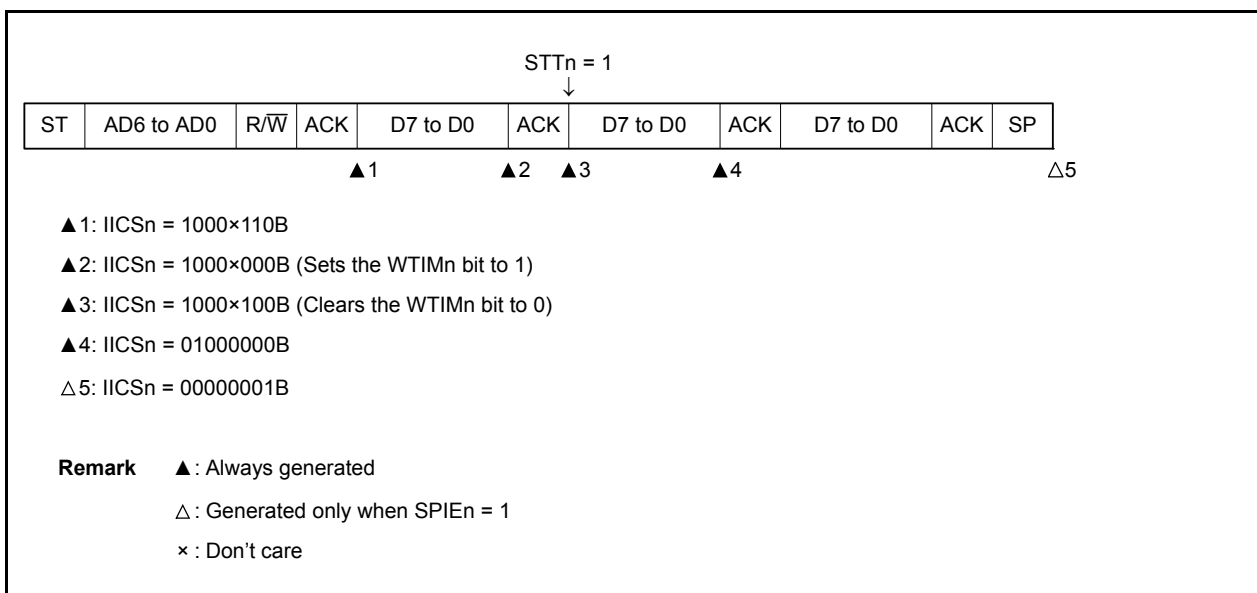 STTn = 1
↓
ST AD6 to AD0 R/W̅ ACK D7 to D0 ACK D7 to D0 ACK D7 to D0 ACK SP
▲1 ▲2 ▲3 ▲4 △5
▲1: IICSn = 1000×110B
▲2: IICSn = 1000×000B (Sets the WTIMn bit to 1)
▲3: IICSn = 1000×100B (Clears the WTIMn bit to 0)
▲4: IICSn = 01000000B
△5: IICSn = 00000001B
Remark ▲: Always generated
△: Generated only when SPIEn = 1
×: Don't care